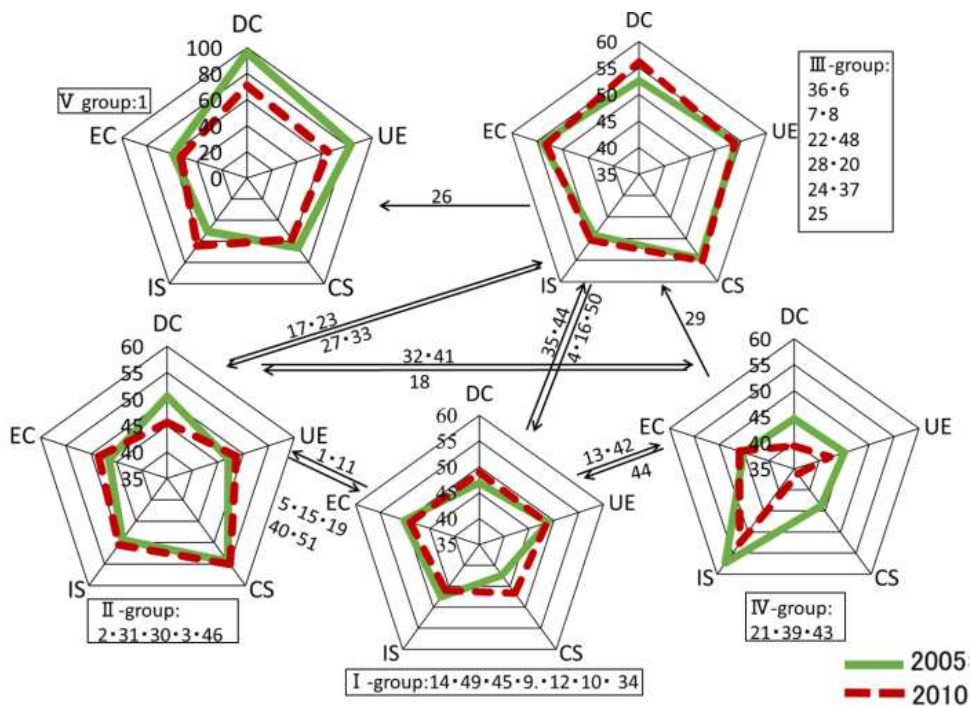 DC
100
80
60
40
20
0
EC
UE
IS
CS
Ⅴ group:1
DC
60
55
50
45
40
35
EC
UE
IS
CS
Ⅲ-group:
36•6
7•8
22•48
28•20
24•37
25
26
17•23
27•33
35•44
4•16•50
29
32•41
18
DC
60
55
50
45
40
35
EC
UE
IS
CS
Ⅱ-group:
2•31•30•3•46
1•11
5•15•19
40•51
DC
60
55
50
45
40
35
EC
UE
IS
CS
Ⅰ-group:14•49•45•9.•12•10• 34
13•42
44
DC
60
55
50
45
40
35
EC
UE
IS
CS
Ⅳ-group:
21•39•43
2005
2010